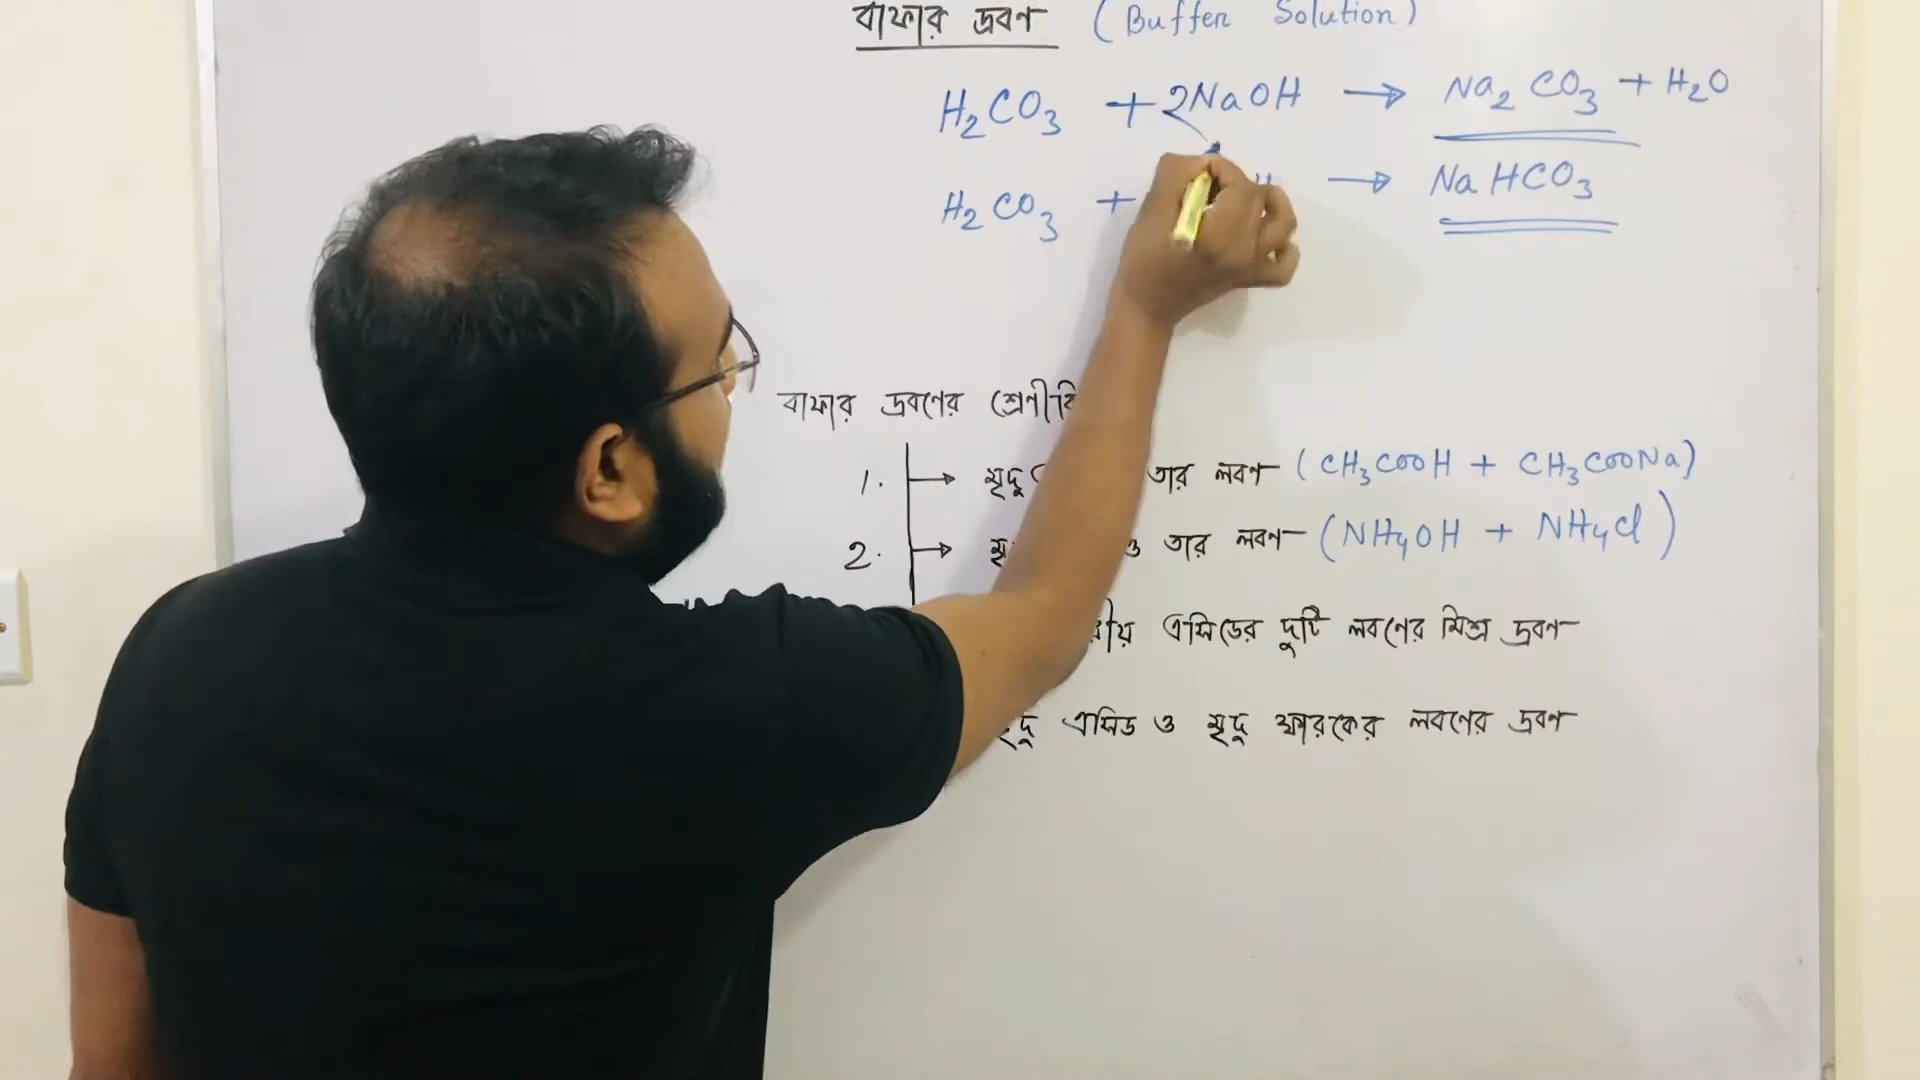 বাফার দ্রবণ (Buffer Solution)
H₂CO₃ + 2NaOH → Na₂CO₃ + H₂O
H₂CO₃ + → NaHCO₃
বাফার দ্রবণের
1. → মৃদু তার লবণ (CH₃COOH + CH₃COONa)
2. → ও তার লবণ (NH₄OH + NH₄Cl)
এসিডের দুটি লবণের মিশ্র দ্রবণ
এসিড ও মৃদু ক্ষারকের লবণের দ্রবণ